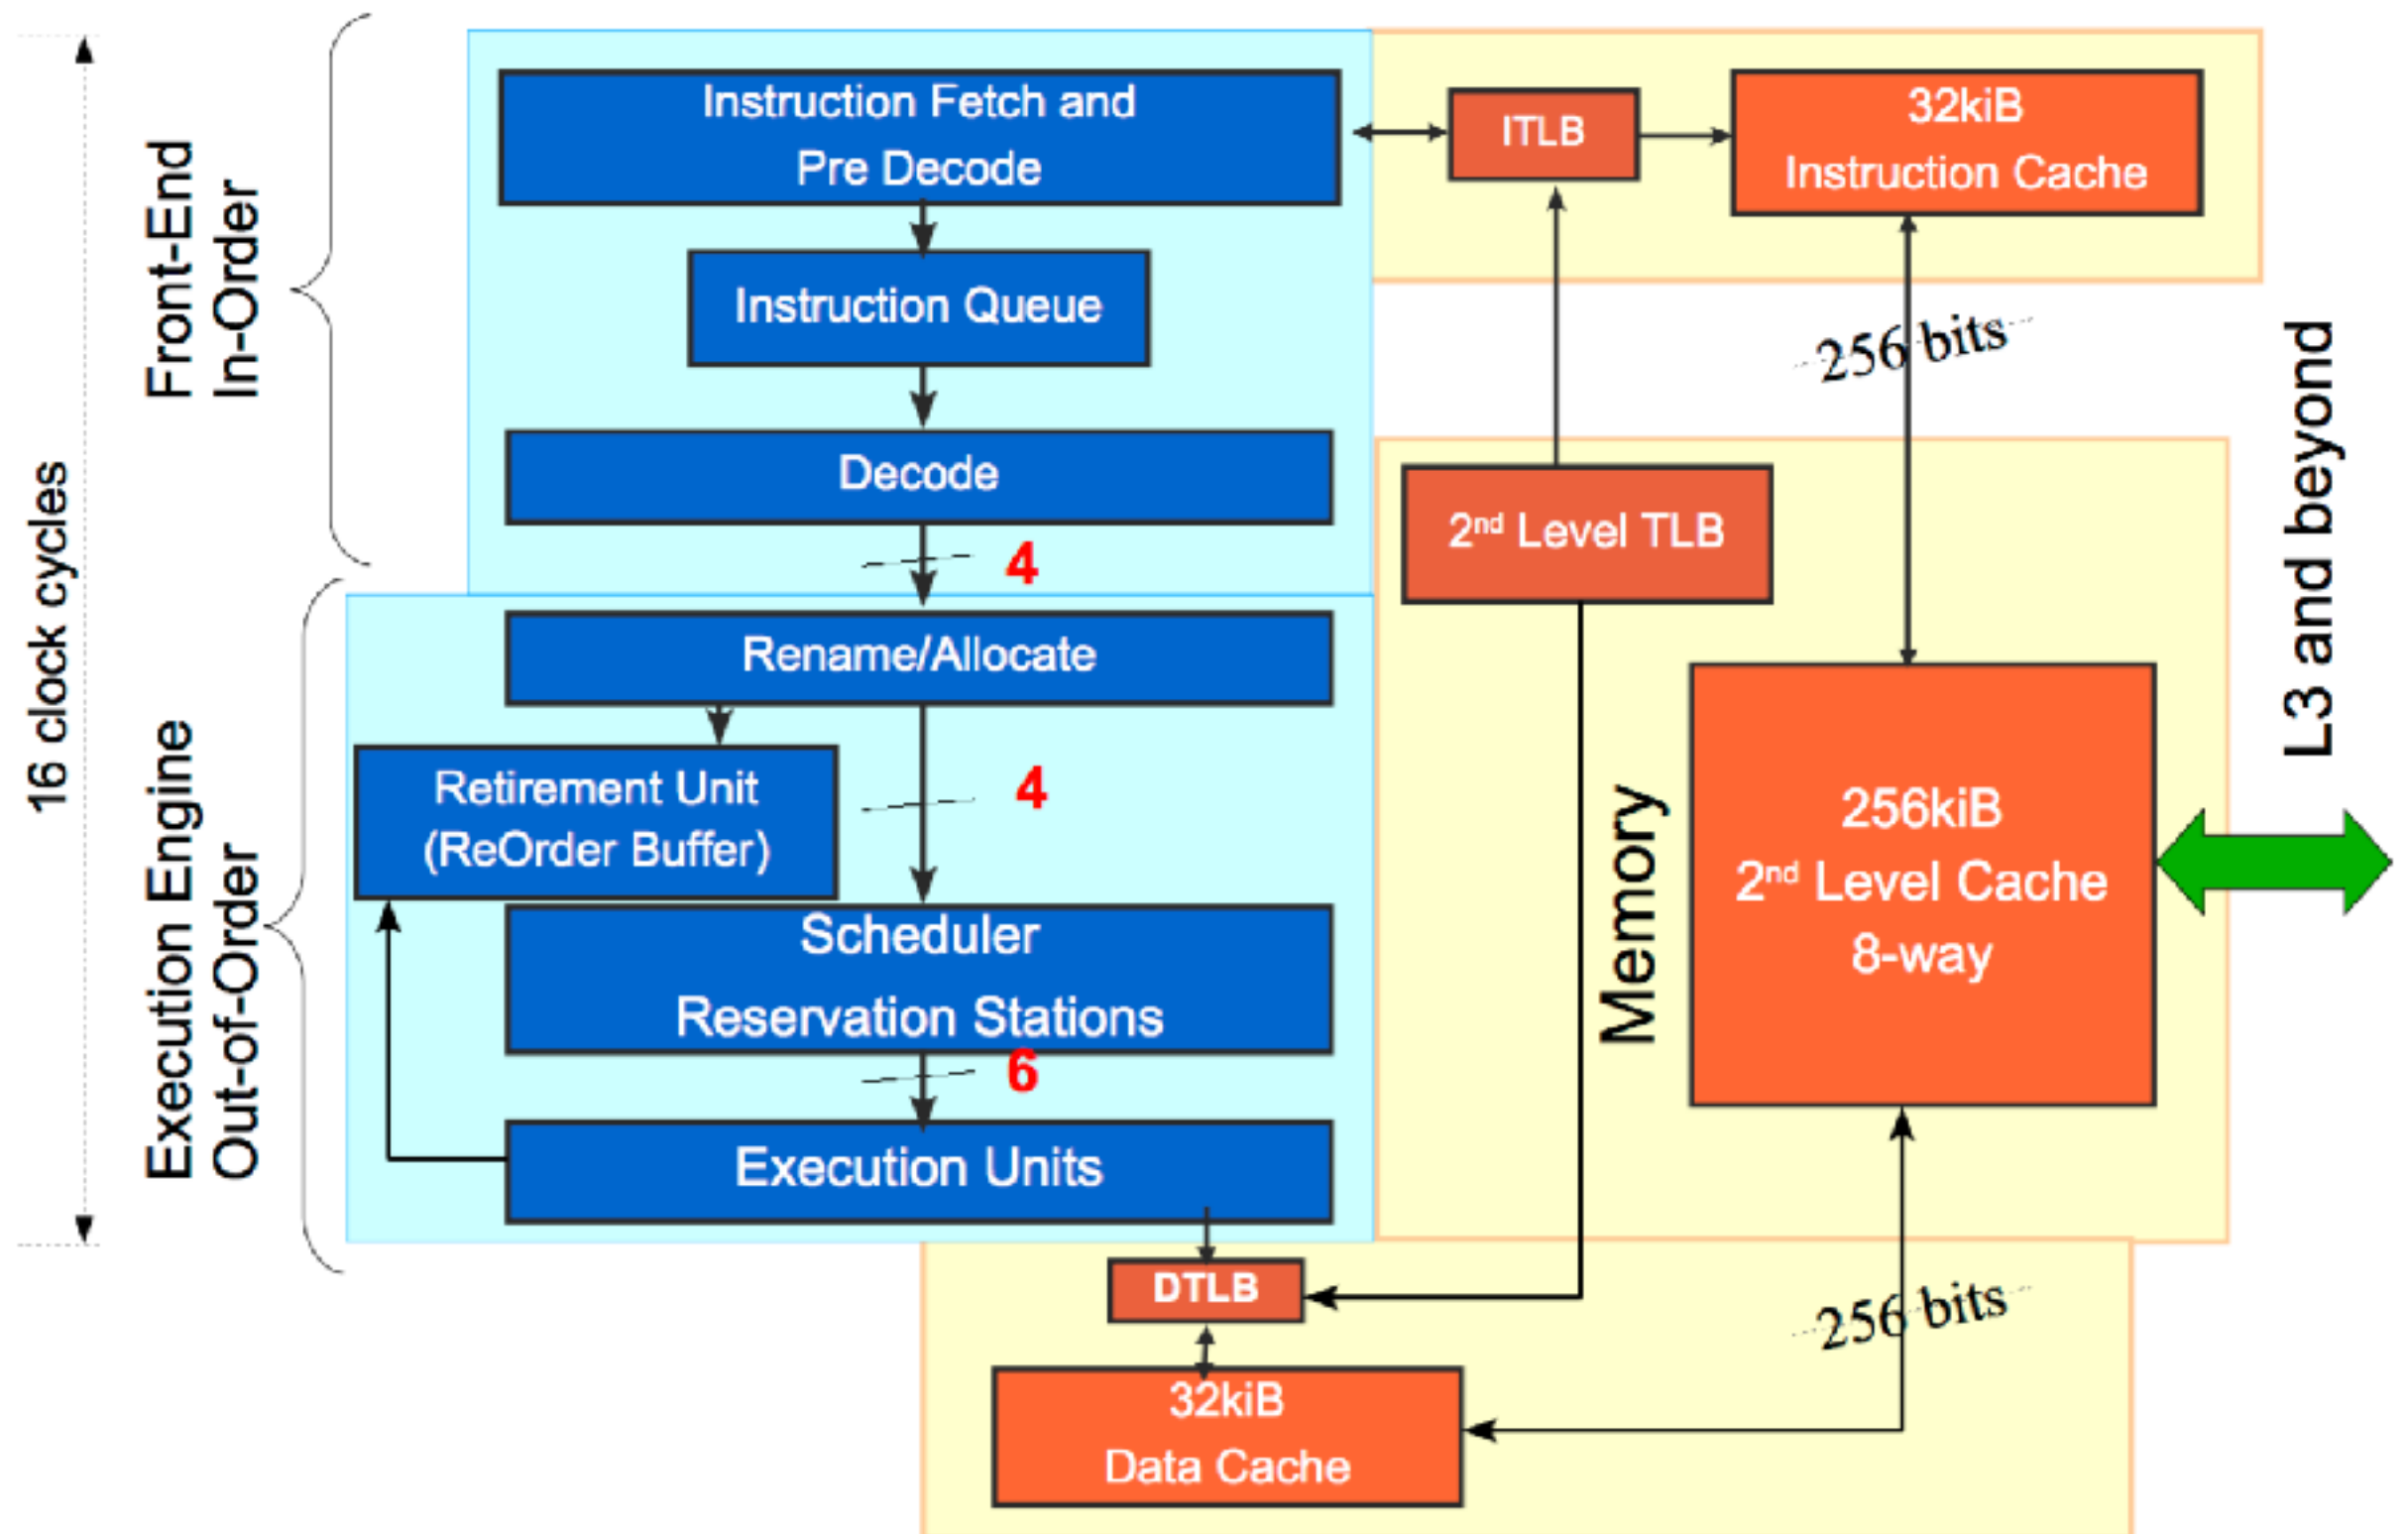 16 clock cycles
Front-End
In-Order
Execution Engine
Out-of-Order
Instruction Fetch and
Pre Decode
Instruction Queue
Decode
4
Rename/Allocate
Retirement Unit
(ReOrder Buffer)
4
Scheduler
Reservation Stations
6
Execution Units
ITLB
32kiB
Instruction Cache
256 bits
2nd Level TLB
Memory
256kiB
2nd Level Cache
8-way
L3 and beyond
DTLB
32kiB
Data Cache
256 bits